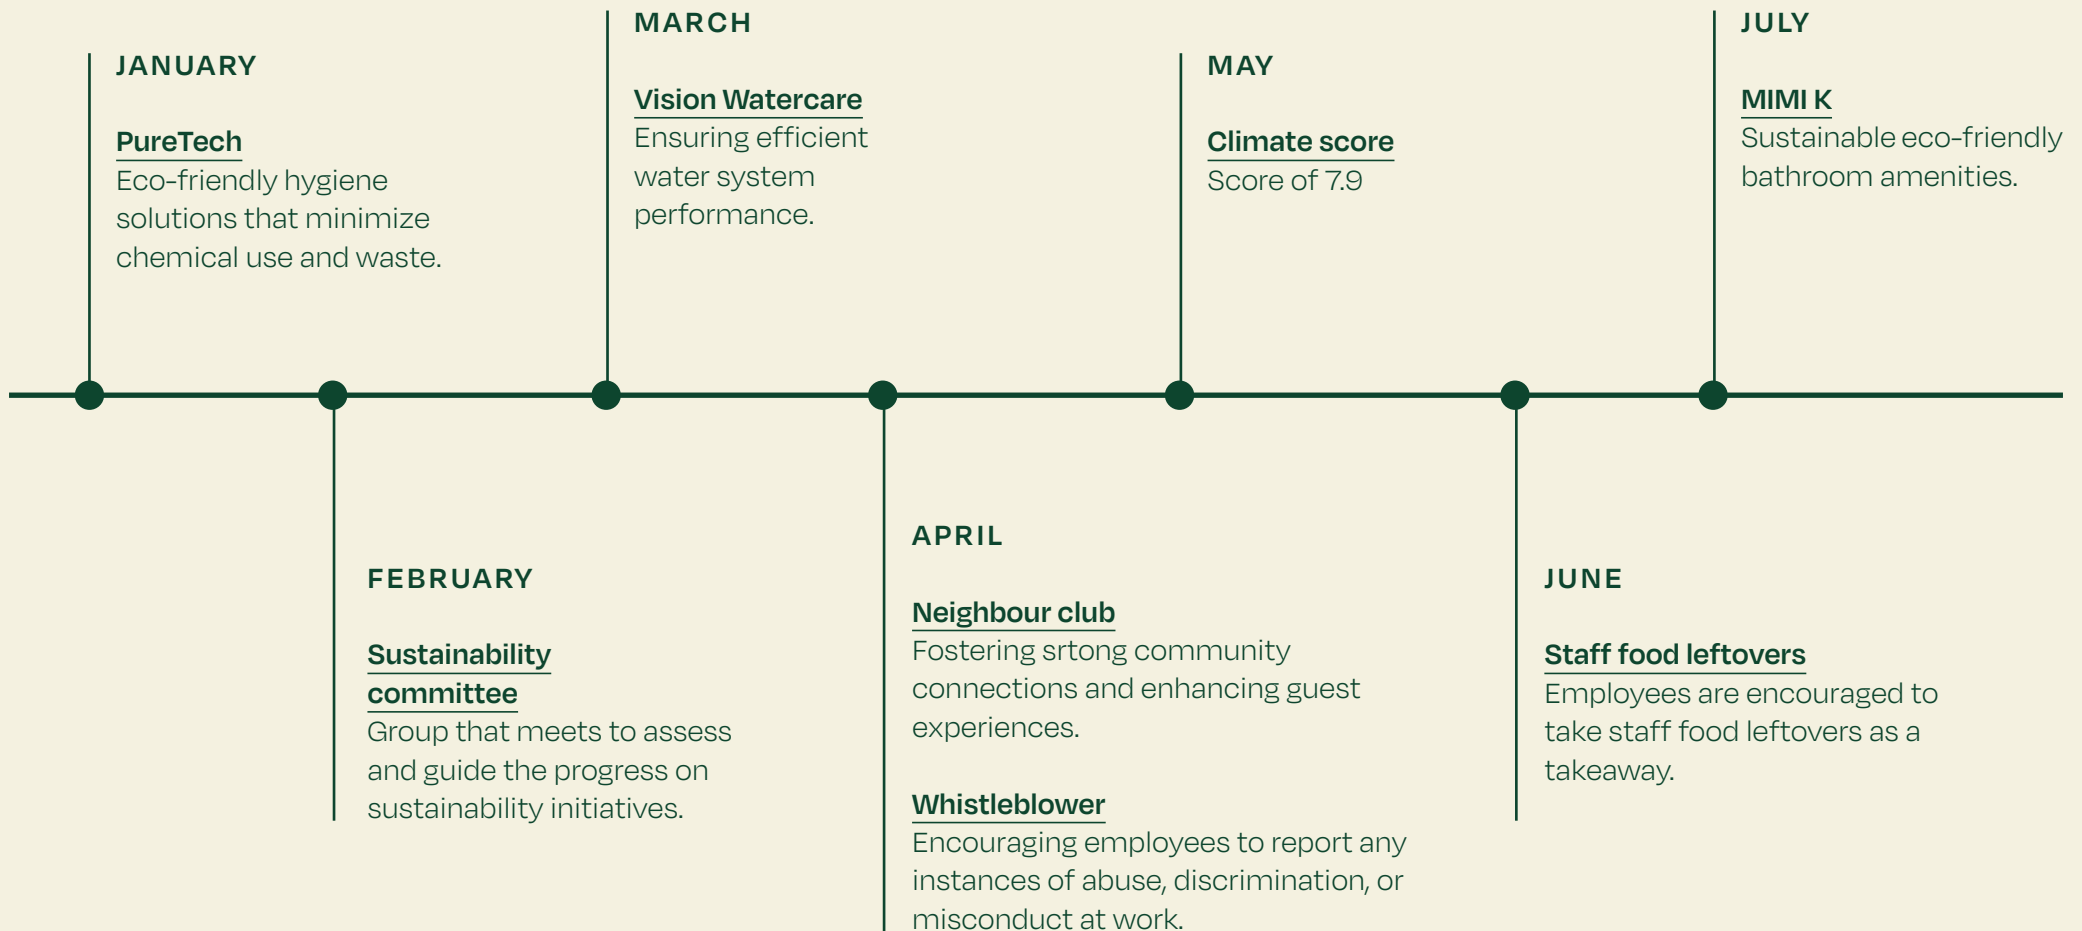 JANUARY
PureTech
Eco-friendly hygiene
solutions that minimize
chemical use and waste.
FEBRUARY
Sustainability
committee
Group that meets to assess
and guide the progress on
sustainability initiatives.
MARCH
Vision Watercare
Ensuring efficient
water system
performance.
APRIL
Neighbour club
Fostering srtong community
connections and enhancing guest
experiences.
Whistleblower
Encouraging employees to report any
instances of abuse, discrimination, or
misconduct at work.
MAY
Climate score
Score of 7.9
JUNE
Staff food leftovers
Employees are encouraged to
take staff food leftovers as a
takeaway.
JULY
MIMI K
Sustainable eco-friendly
bathroom amenities.